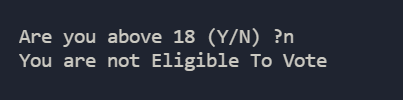 Are you above 18 (Y/N) ?n
You are not Eligible To Vote